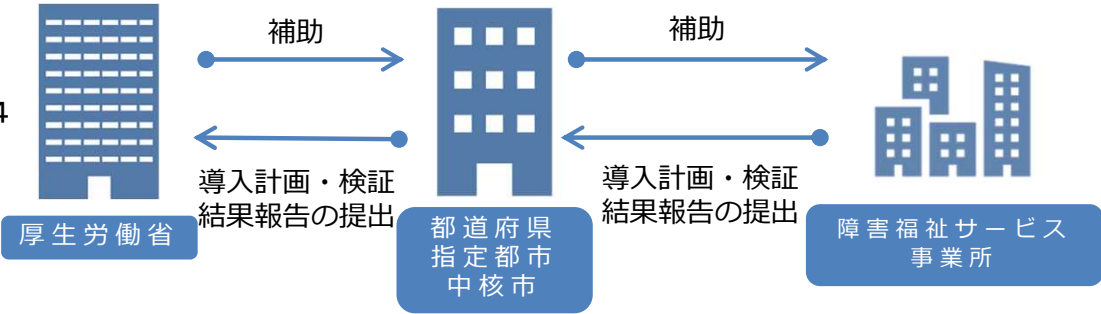 補助
補助
4
導入計画・検証
結果報告の提出
導入計画・検証
結果報告の提出
厚生労働省
都道府県
指定都市
中核市
障害福祉サービス
事業所